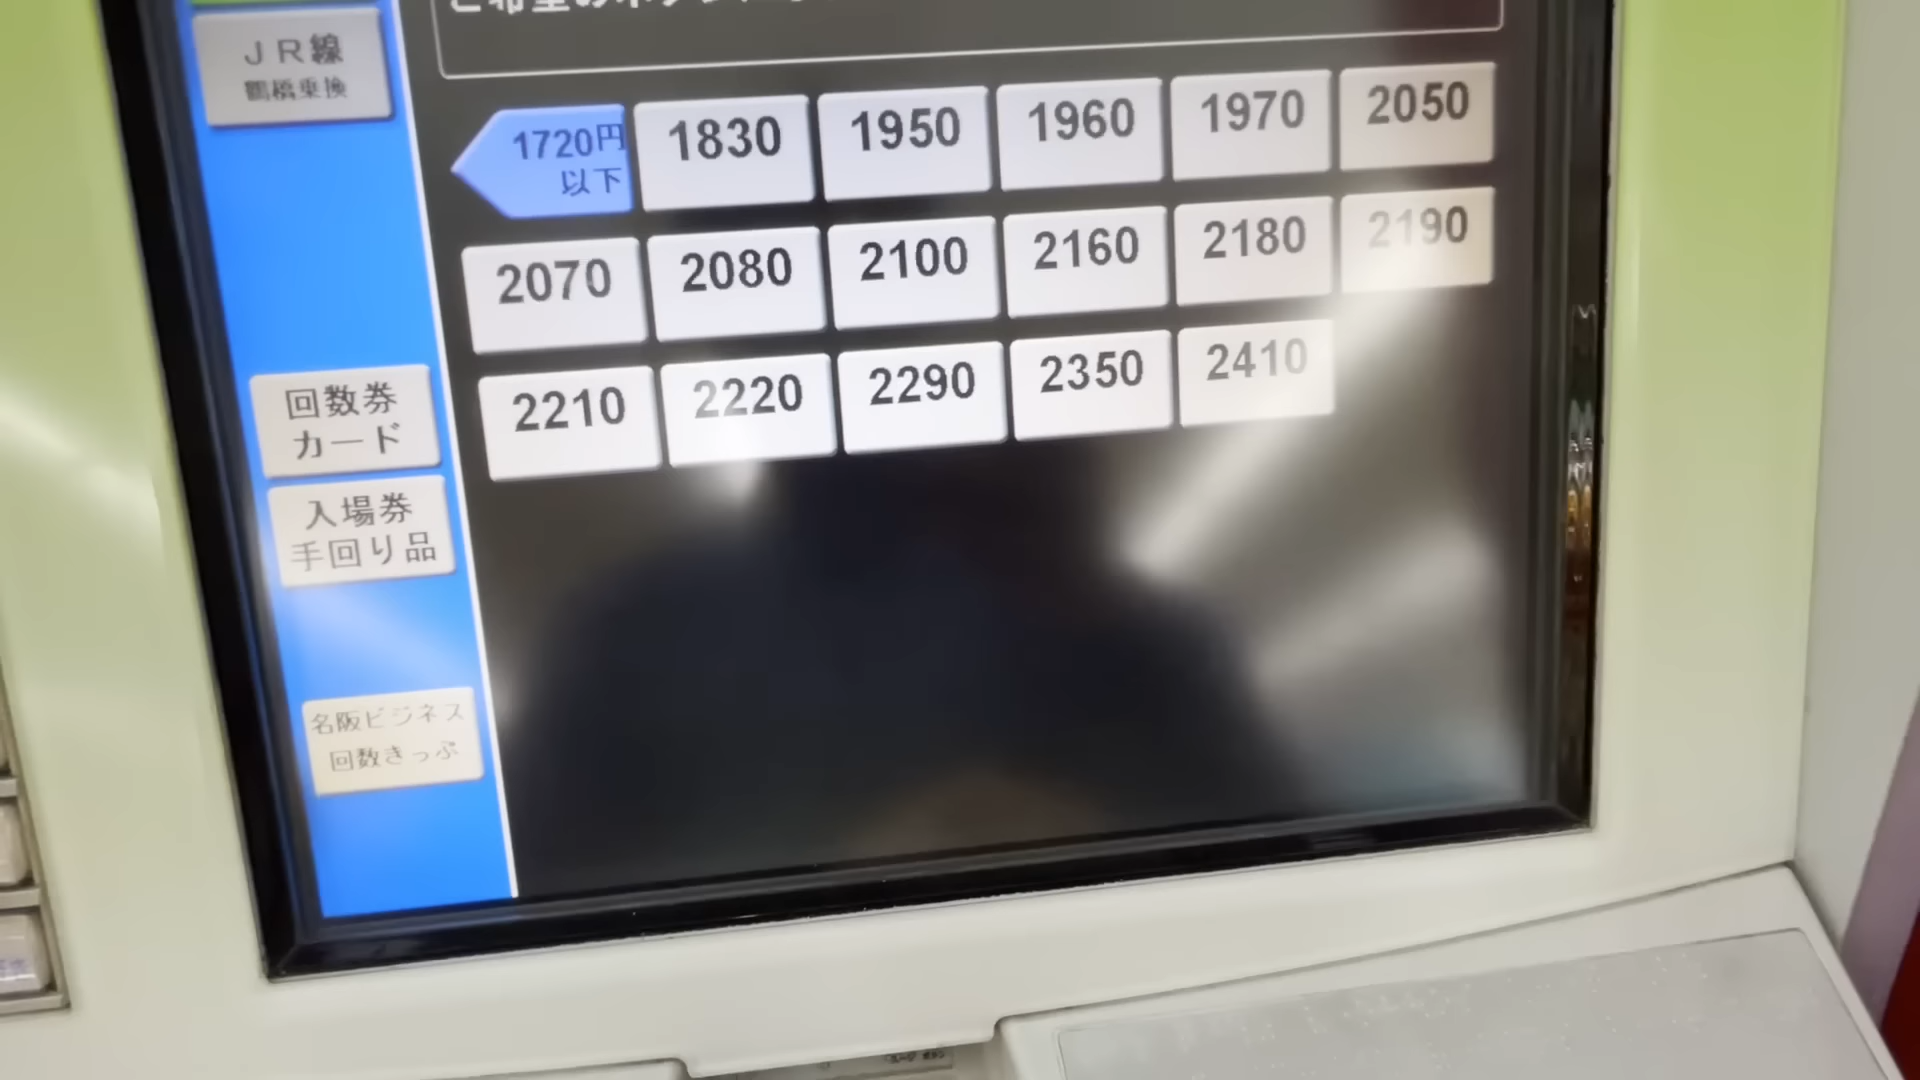 JR線
鶴橋乗換
1720円
以下
1830
1950
1960
1970
2050
2070
2080
2100
2160
2180
2190
2210
2220
2290
2350
2410
回数券
カード
入場券
手回り品
名阪ビジネス
回数きっぷ